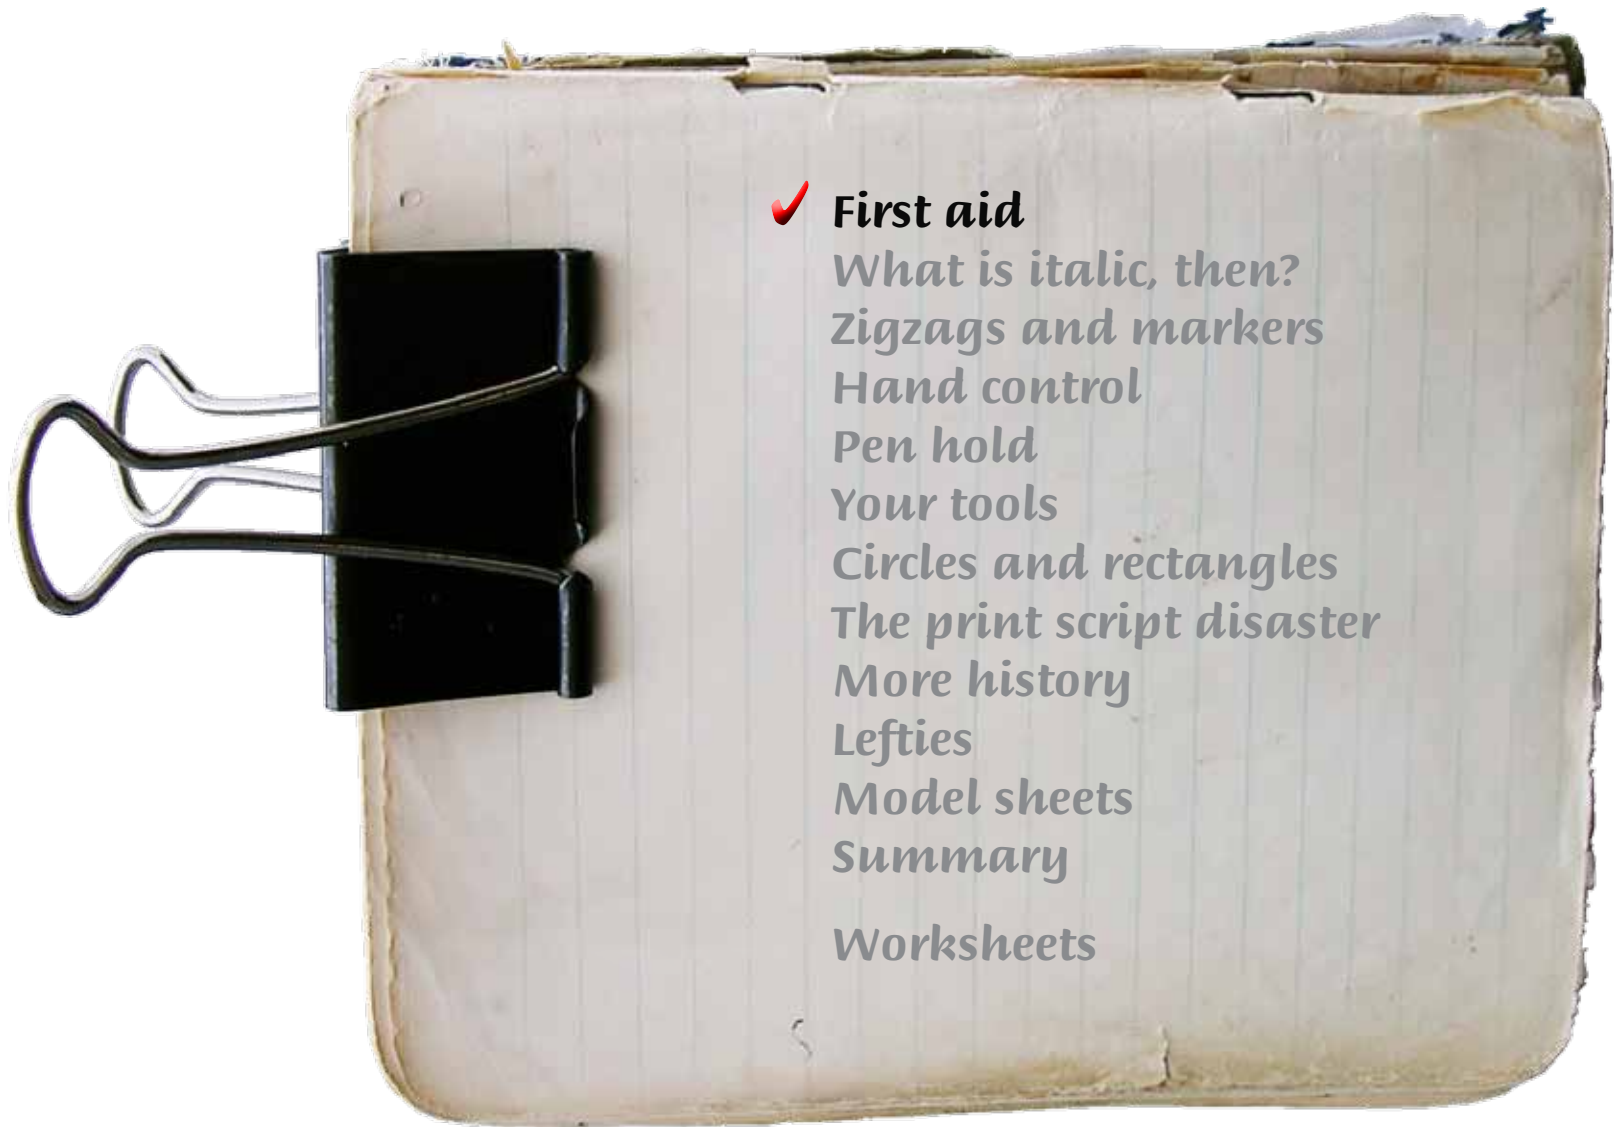 First aid
What is italic, then?
Zigzags and markers
Hand control
Pen hold
Your tools
Circles and rectangles
The print script disaster
More history
Lefties
Model sheets
Summary
Worksheets